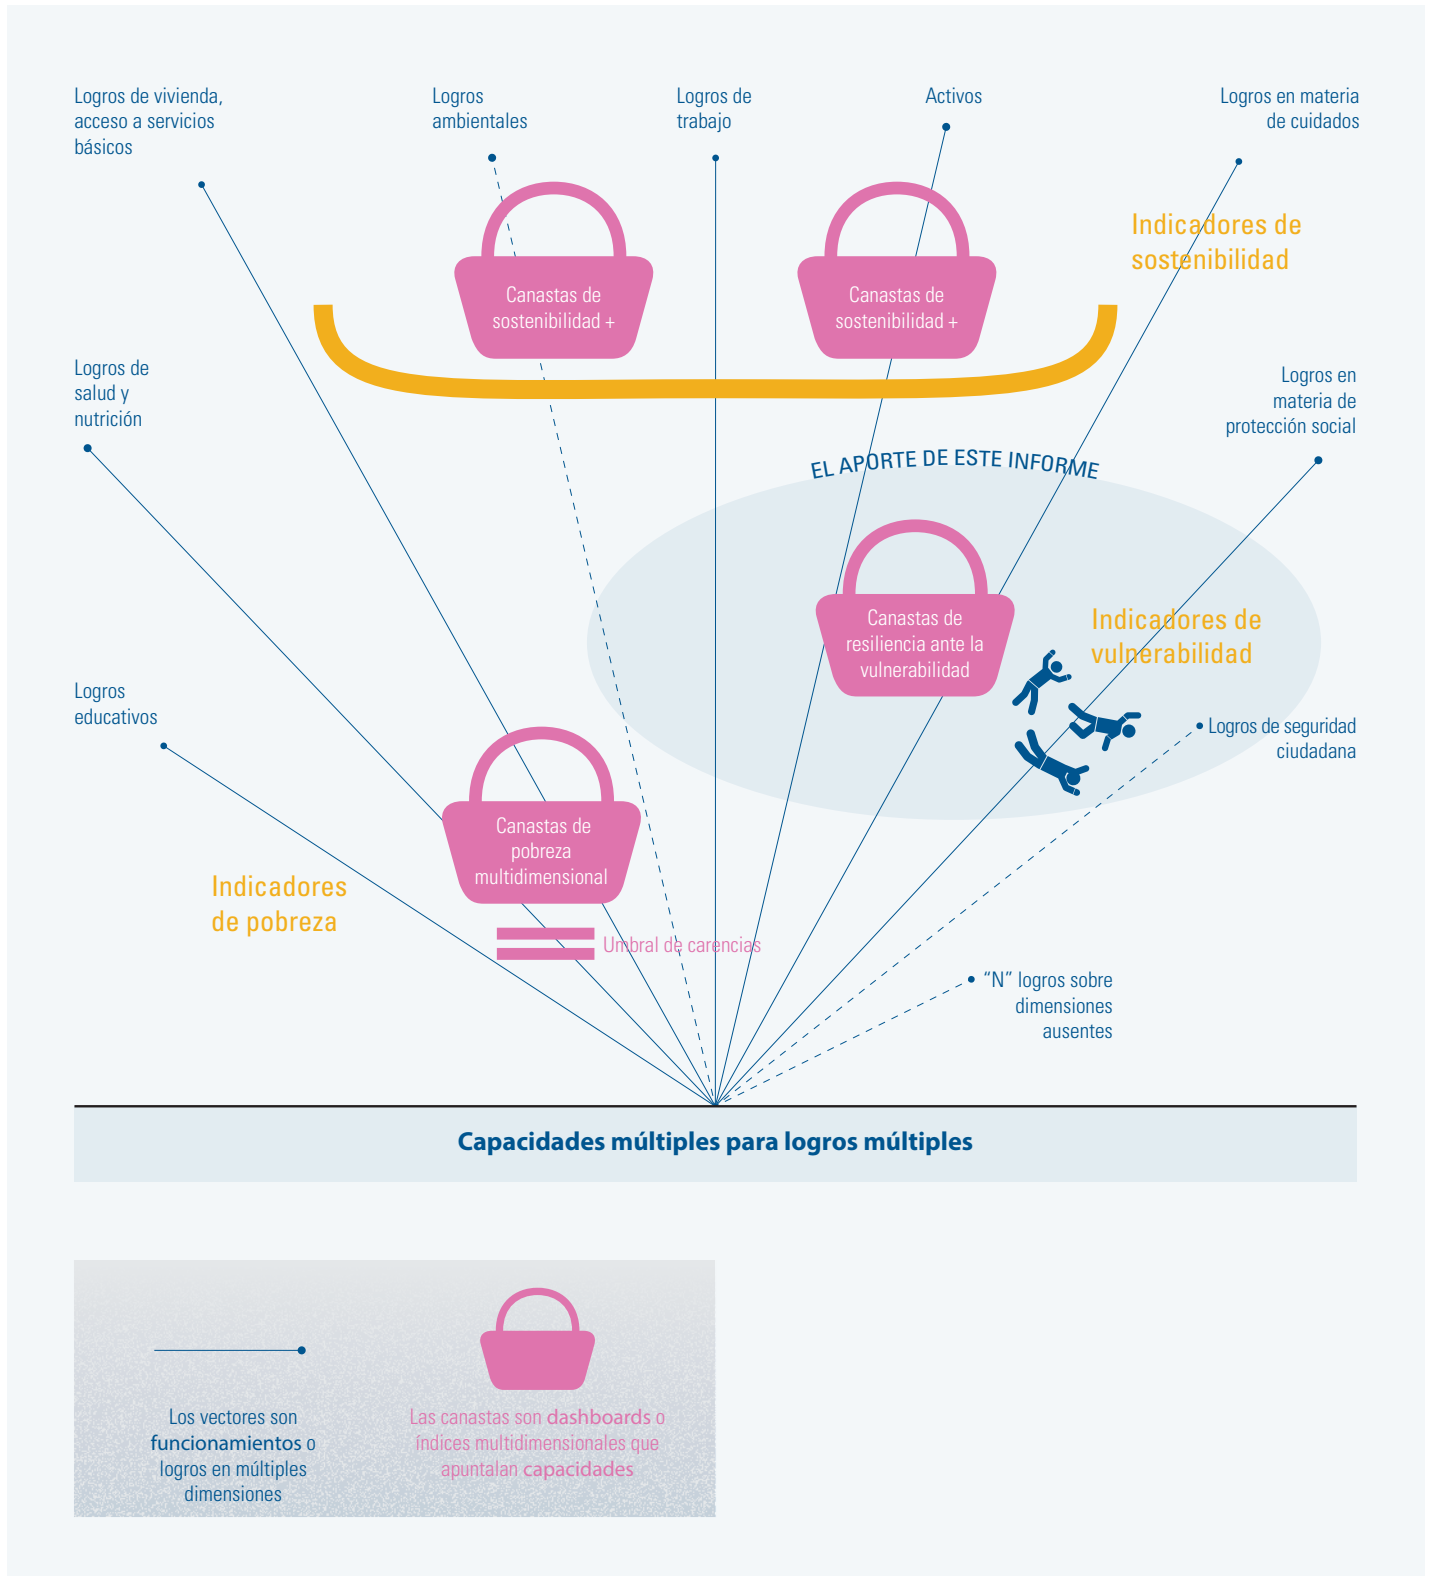 Logros de vivienda,
acceso a servicios
básicos
Logros
ambientales
Logros de
trabajo
Activos
Logros en materia
de cuidados
Indicadores de
sostenibilidad
Canastas de
sostenibilidad +
Canastas de
sostenibilidad +
Logros de
salud y
nutrición
Logros en
materia de
protección social
EL APORTE DE ESTE INFORME
Canastas de
resiliencia ante la
vulnerabilidad
Indicadores de
vulnerabilidad
Logros
educativos
Logros de seguridad
ciudadana
Canastas de
pobreza
multidimensional
Indicadores
de pobreza
Umbral de carencias
“N” logros sobre
dimensiones
ausentes
Capacidades múltiples para logros múltiples
Los vectores son
funcionamientos o
logros en múltiples
dimensiones
Las canastas son dashboards o
índices multidimensionales que
apuntalan capacidades